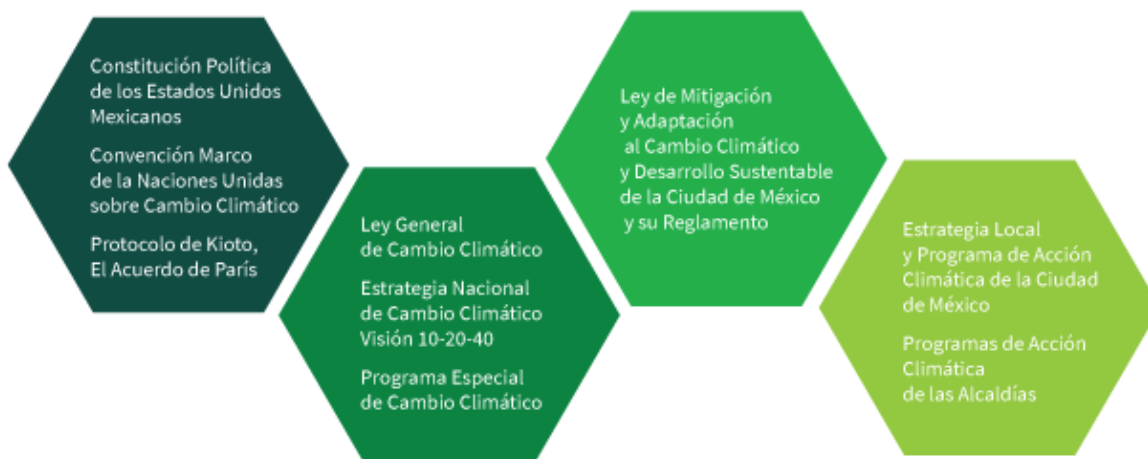 Constitución Política
de los Estados Unidos
Mexicanos
Convención Marco
de la Naciones Unidas
sobre Cambio Climático
Protocolo de Kioto,
El Acuerdo de París
Ley General
de Cambio Climático
Estrategia Nacional
de Cambio Climático
Visión 10-20-40
Programa Especial
de Cambio Climático
Ley de Mitigación
y Adaptación
al Cambio Climático
y Desarrollo Sustentable
de la Ciudad de México
y su Reglamento
Estrategia Local
y Programa de Acción
Climática de la Ciudad
de México
Programas de Acción
Climática
de las Alcaldías